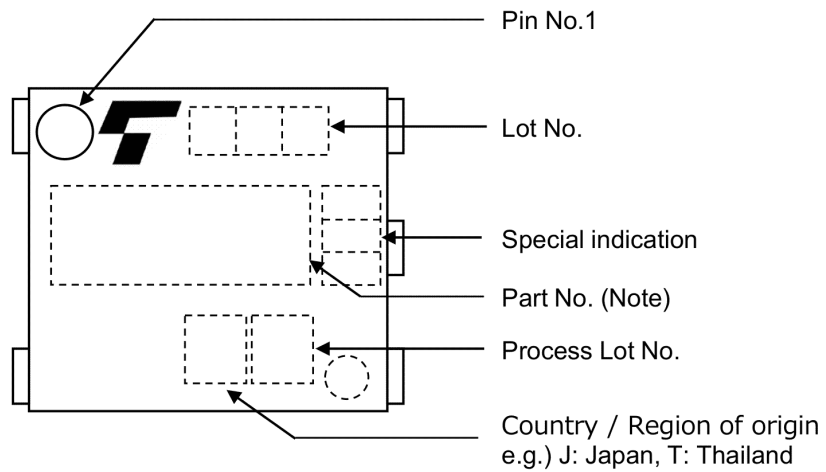 Pin No.1
Lot No.
Special indication
Part No. (Note)
Process Lot No.
Country / Region of origin
e.g.) J: Japan, T: Thailand